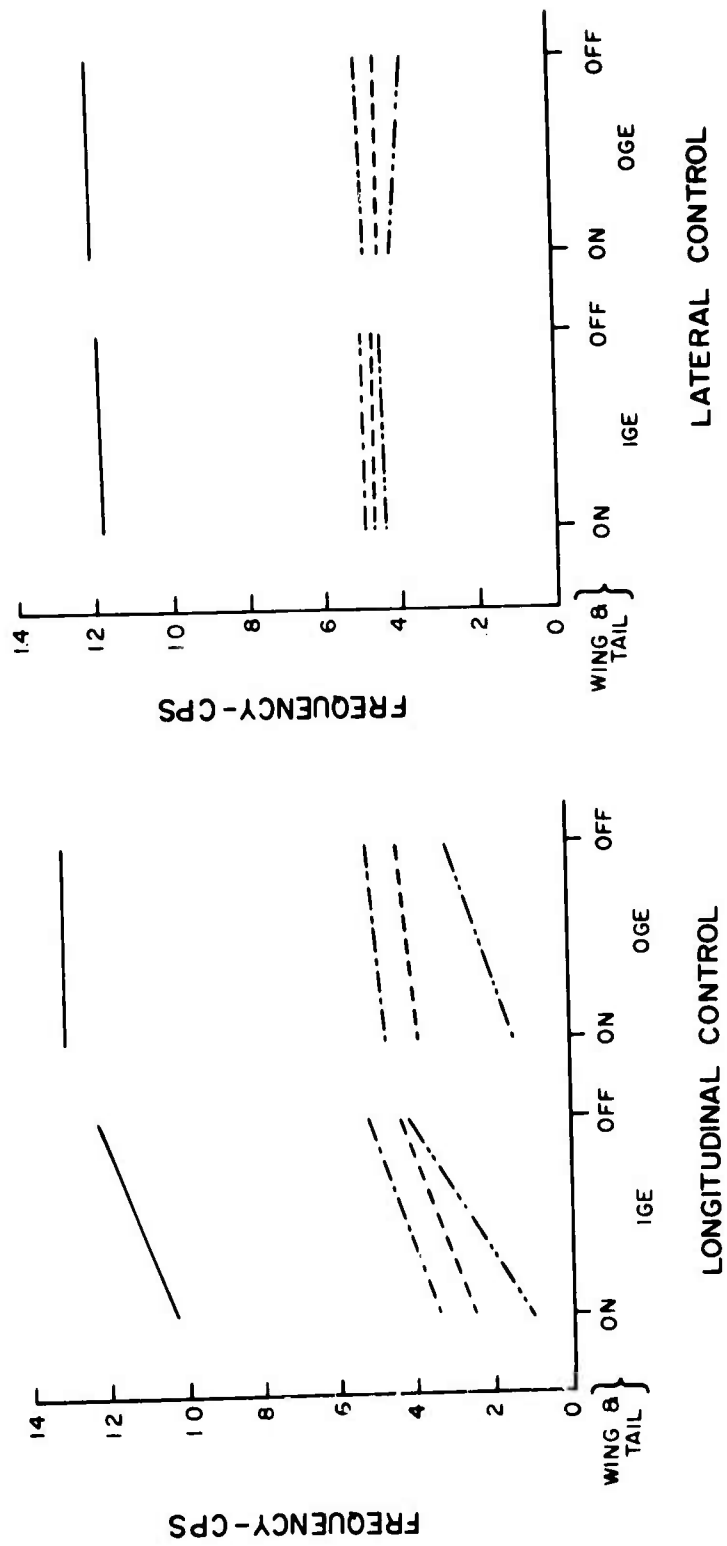 FREQUENCY-CPS
14
12
10
8
6
4
2
0
WING &
TAIL
ON
OFF
ON
OFF
IGE
OGE
LONGITUDINAL CONTROL
FREQUENCY-CPS
1.4
12
10
8
6
4
.2
0
WING &
TAIL
ON
OFF
ON
OFF
IGE
OGE
LATERAL CONTROL